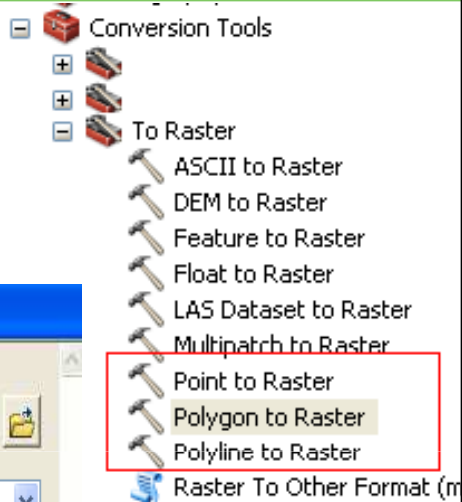 Conversion Tools
To Raster
ASCII to Raster
DEM to Raster
Feature to Raster
Float to Raster
LAS Dataset to Raster
Multipatch to Raster
Point to Raster
Polygon to Raster
Polyline to Raster
Raster To Other Format (m